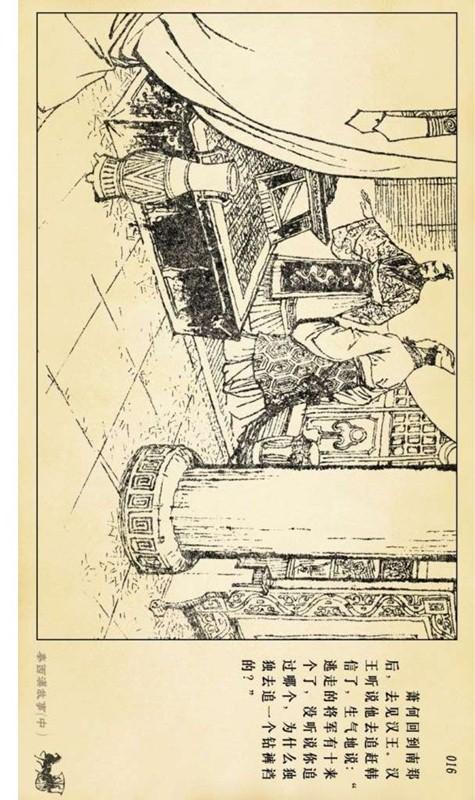 016
萧何回到南郑
后，去见汉王。汉
王听说他去追赶韩
信了，生气地说：“
逃走的将军有十来
个了，没听说你追
过哪个，为什么独
独去追一个钻裤裆
的？”
秦西漢故事(中)